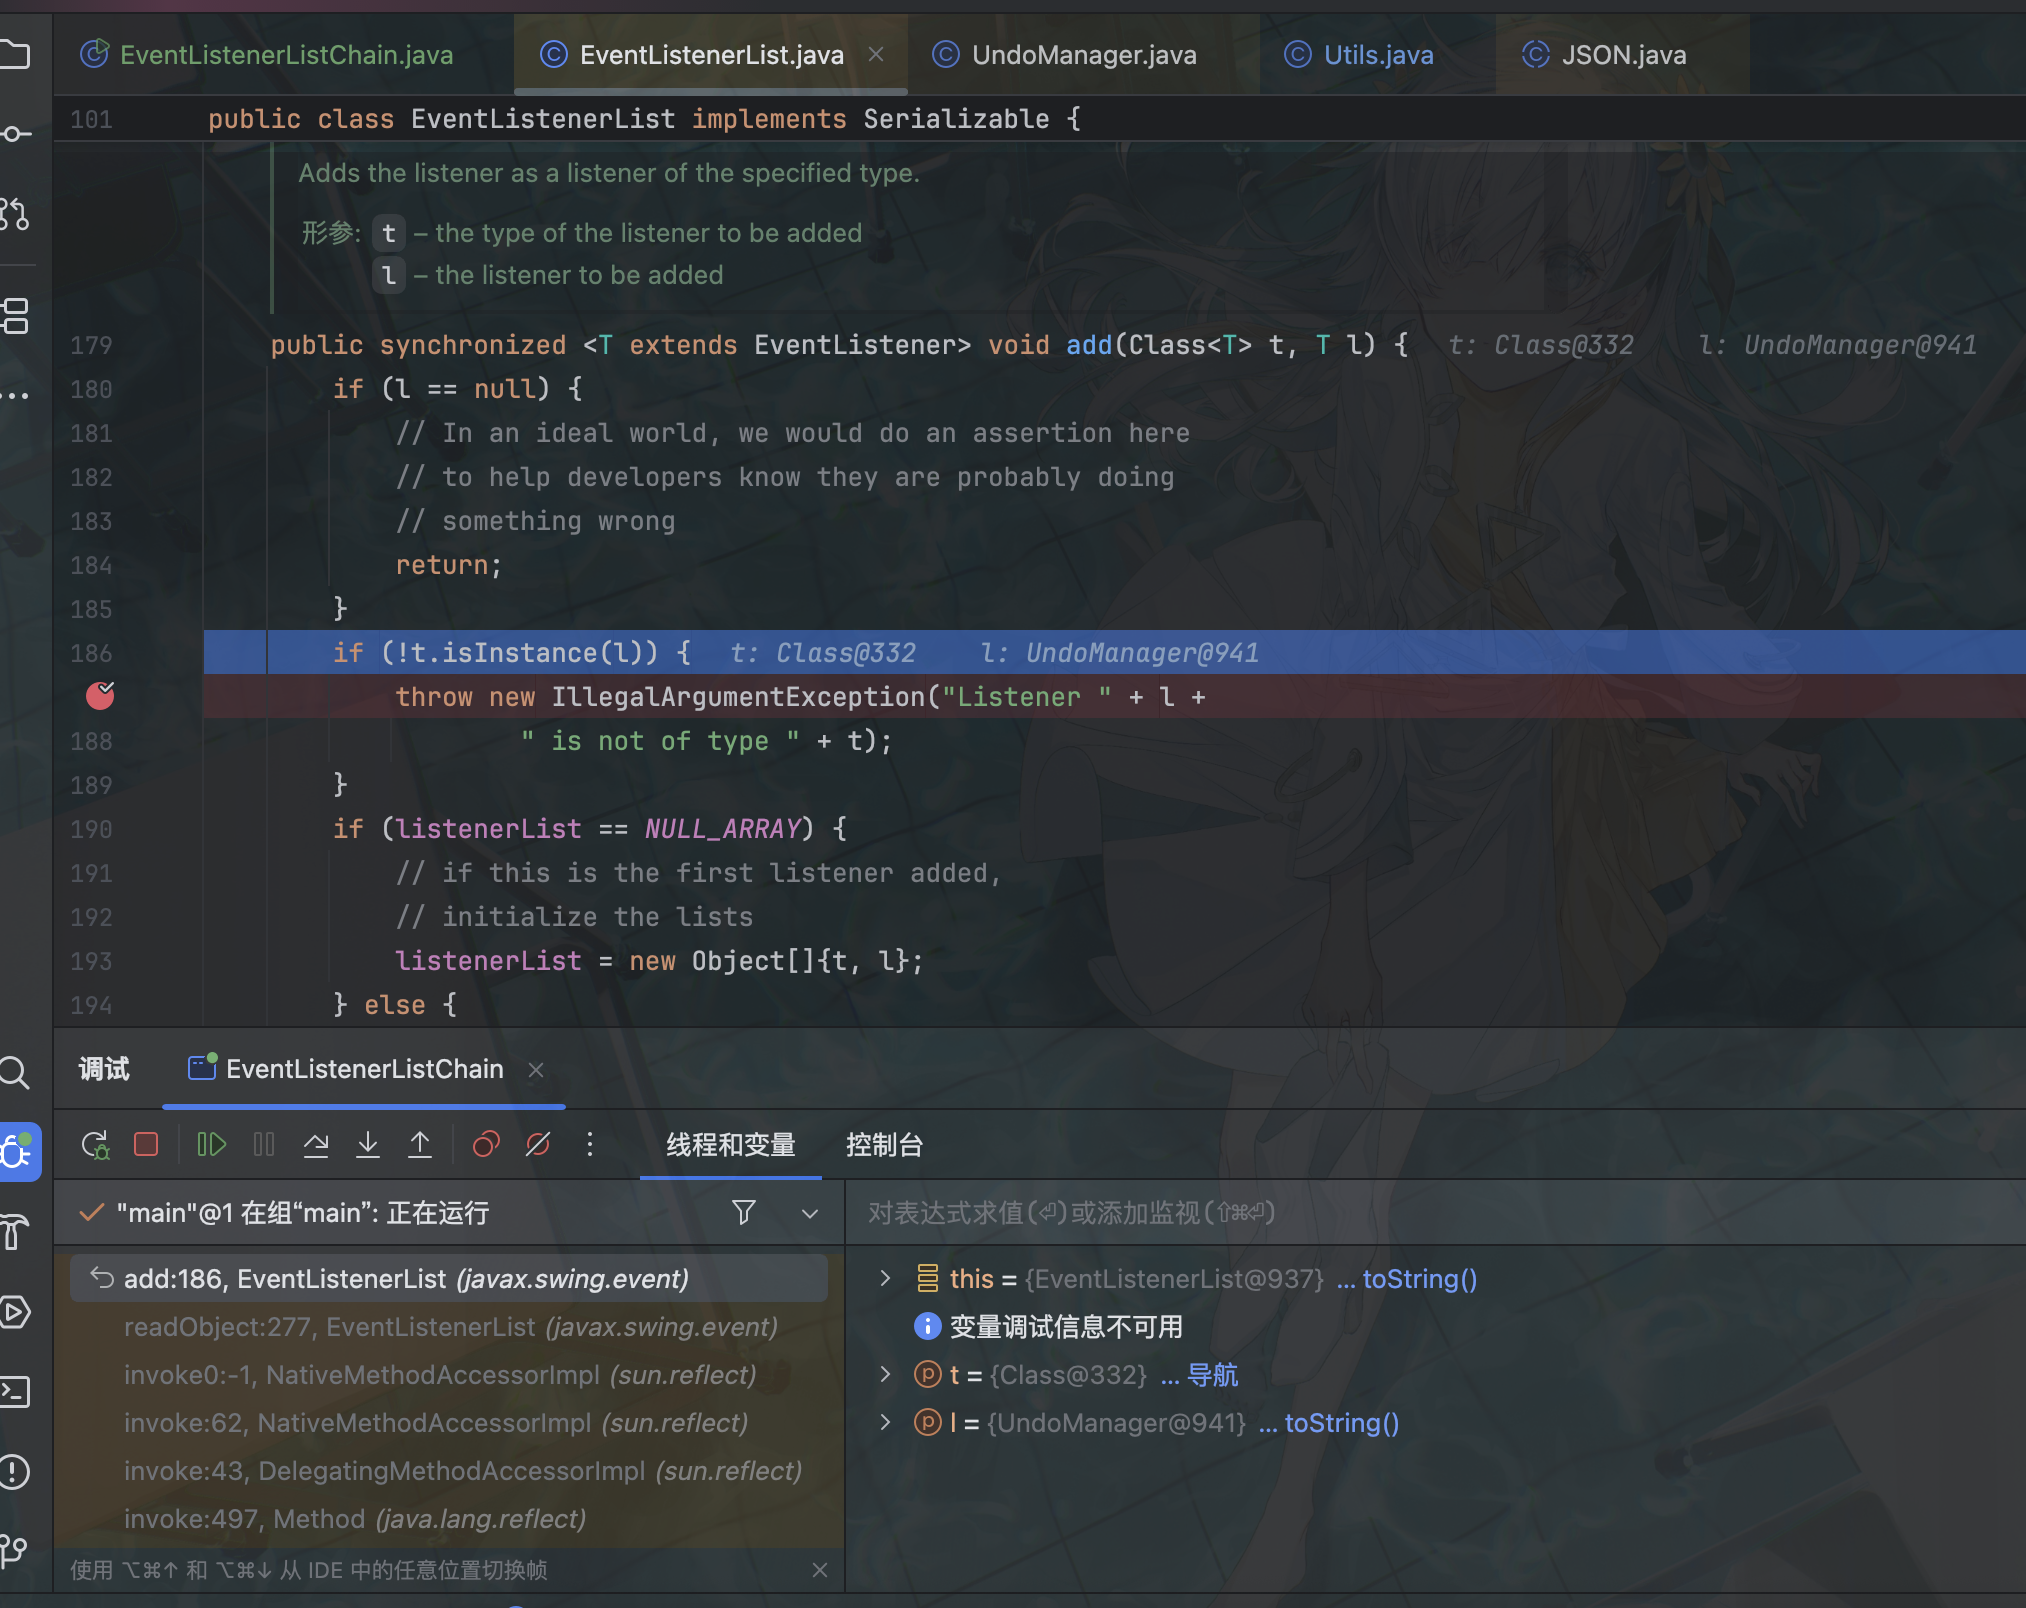 EventListenerListChain.java EventListenerList.java UndoManager.java Utils.java JSON.java
101 public class EventListenerList implements Serializable {
Adds the listener as a listener of the specified type.
形参: t – the type of the listener to be added
l – the listener to be added
179 public synchronized <T extends EventListener> void add(Class<T> t, T l) { t: Class@332 l: UndoManager@941
180 if (l == null) {
181 // In an ideal world, we would do an assertion here
182 // to help developers know they are probably doing
183 // something wrong
184 return;
185 }
186 if (!t.isInstance(l)) { t: Class@332 l: UndoManager@941
throw new IllegalArgumentException("Listener " + l +
188 " is not of type " + t);
189 }
190 if (listenerList == NULL_ARRAY) {
191 // if this is the first listener added,
192 // initialize the lists
193 listenerList = new Object[]{t, l};
194 } else {
调试 EventListenerListChain
线程和变量 控制台
"main"@1 在组“main”: 正在运行
对表达式求值(⏎)或添加监视(⇧⌘⏎)
add:186, EventListenerList (javax.swing.event)
readObject:277, EventListenerList (javax.swing.event)
invoke0:-1, NativeMethodAccessorImpl (sun.reflect)
invoke:62, NativeMethodAccessorImpl (sun.reflect)
invoke:43, DelegatingMethodAccessorImpl (sun.reflect)
invoke:497, Method (java.lang.reflect)
使用 ⌥⌘↑ 和 ⌥⌘↓ 从 IDE 中的任意位置切换帧
this = {EventListenerList@937} ... toString()
变量调试信息不可用
t = {Class@332} ... 导航
l = {UndoManager@941} ... toString()